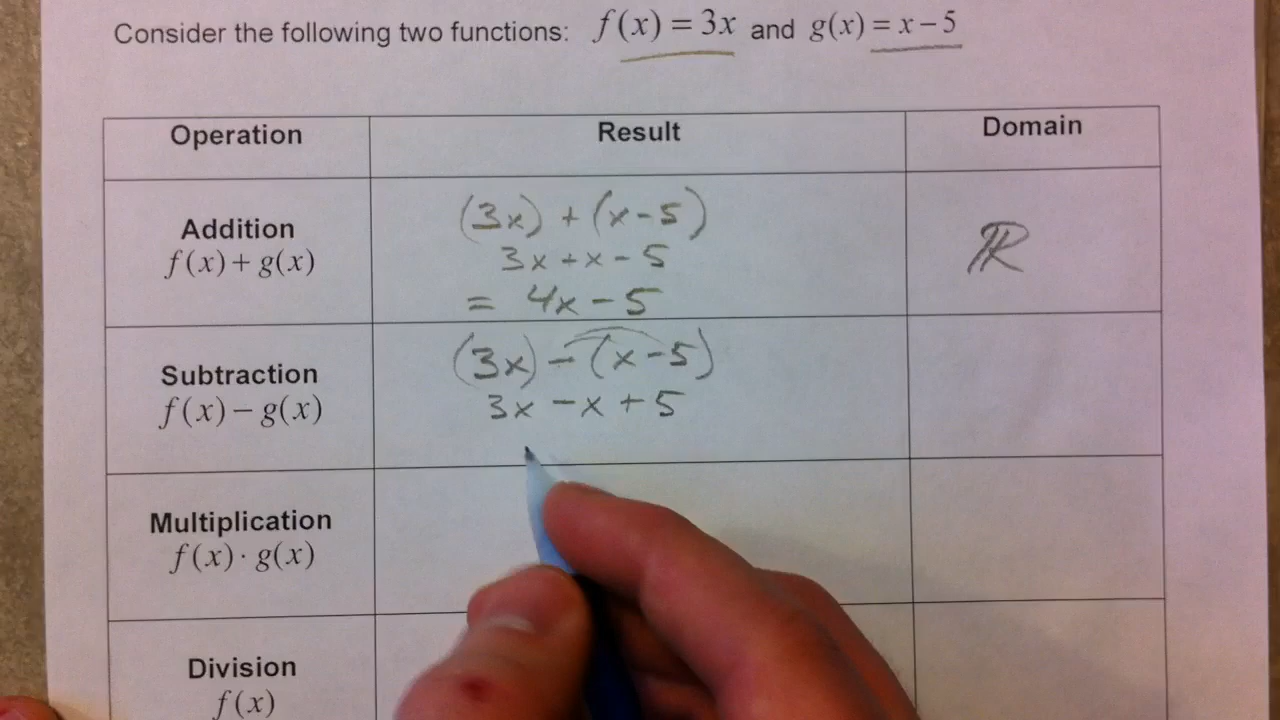 Consider the following two functions: f(x) = 3x and g(x) = x − 5
Operation Result Domain
Addition
f(x) + g(x)
(3x) + (x − 5)
3x + x − 5
= 4x − 5
ℝ
Subtraction
f(x) − g(x)
(3x) − (x − 5)
3x − x + 5
Multiplication
f(x) · g(x)
Division
f(x)